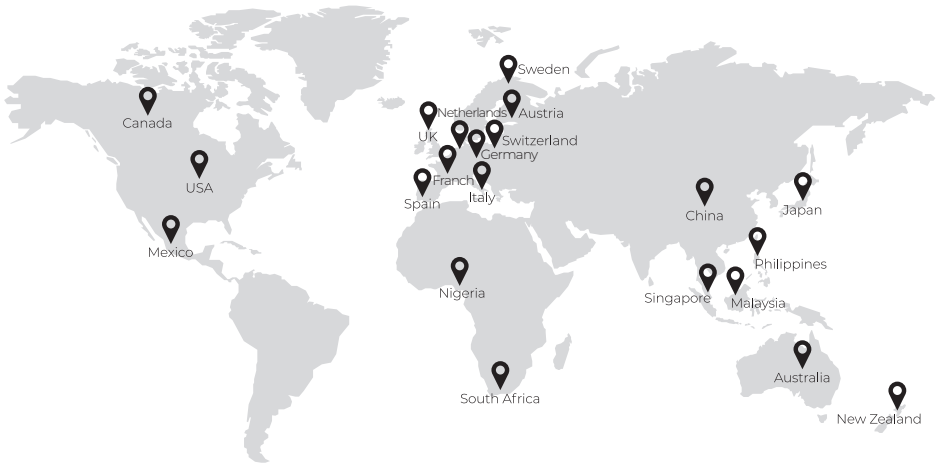 Sweden
Canada
Netherlands
Austria
UK
Switzerland
Germany
USA
Franch
Italy
Spain
China
Japan
Mexico
Philippines
Nigeria
Singapore
Malaysia
Australia
South Africa
New Zealand